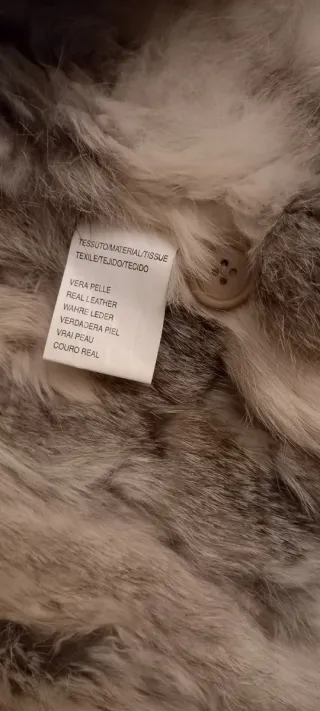 TESSUTO/MATERIAL/TISSUE
TEXILE/TEJIDO/TECIDO
VERA PELLE
REAL LEATHER
WAHRE LEDER
VERDADERA PIEL
VRAI PEAU
COURO REAL